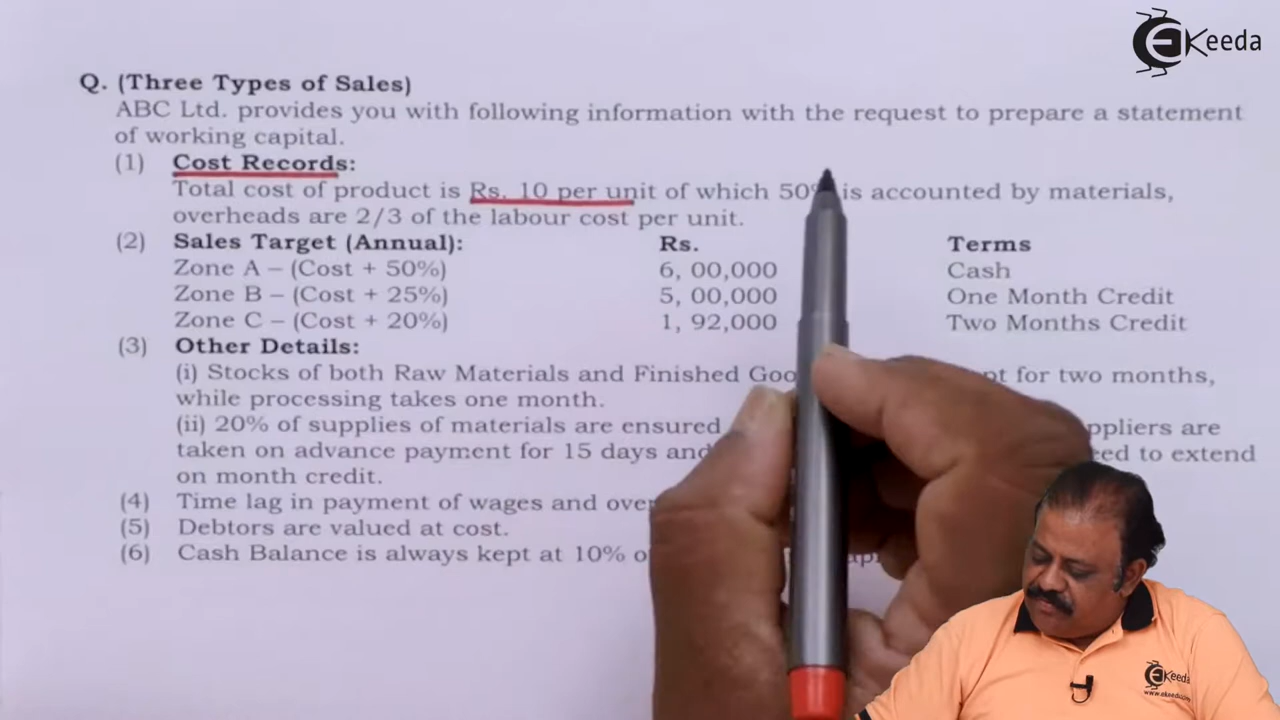 EKeeda
Q. (Three Types of Sales)
ABC Ltd. provides you with following information with the request to prepare a statement
of working capital.
(1) Cost Records:
Total cost of product is Rs. 10 per unit of which 50% is accounted by materials,
overheads are 2/3 of the labour cost per unit.
(2) Sales Target (Annual): Rs. Terms
Zone A – (Cost + 50%) 6, 00,000 Cash
Zone B – (Cost + 25%) 5, 00,000 One Month Credit
Zone C – (Cost + 20%) 1, 92,000 Two Months Credit
(3) Other Details:
(i) Stocks of both Raw Materials and Finished for two months,
while processing takes one month.
(ii) 20% of supplies of materials are ensured are
taken on advance payment for 15 days and to extend
on month credit.
(4) Time lag in payment of wages and
(5) Debtors are valued at cost.
(6) Cash Balance is always kept at 10%
EKeeda